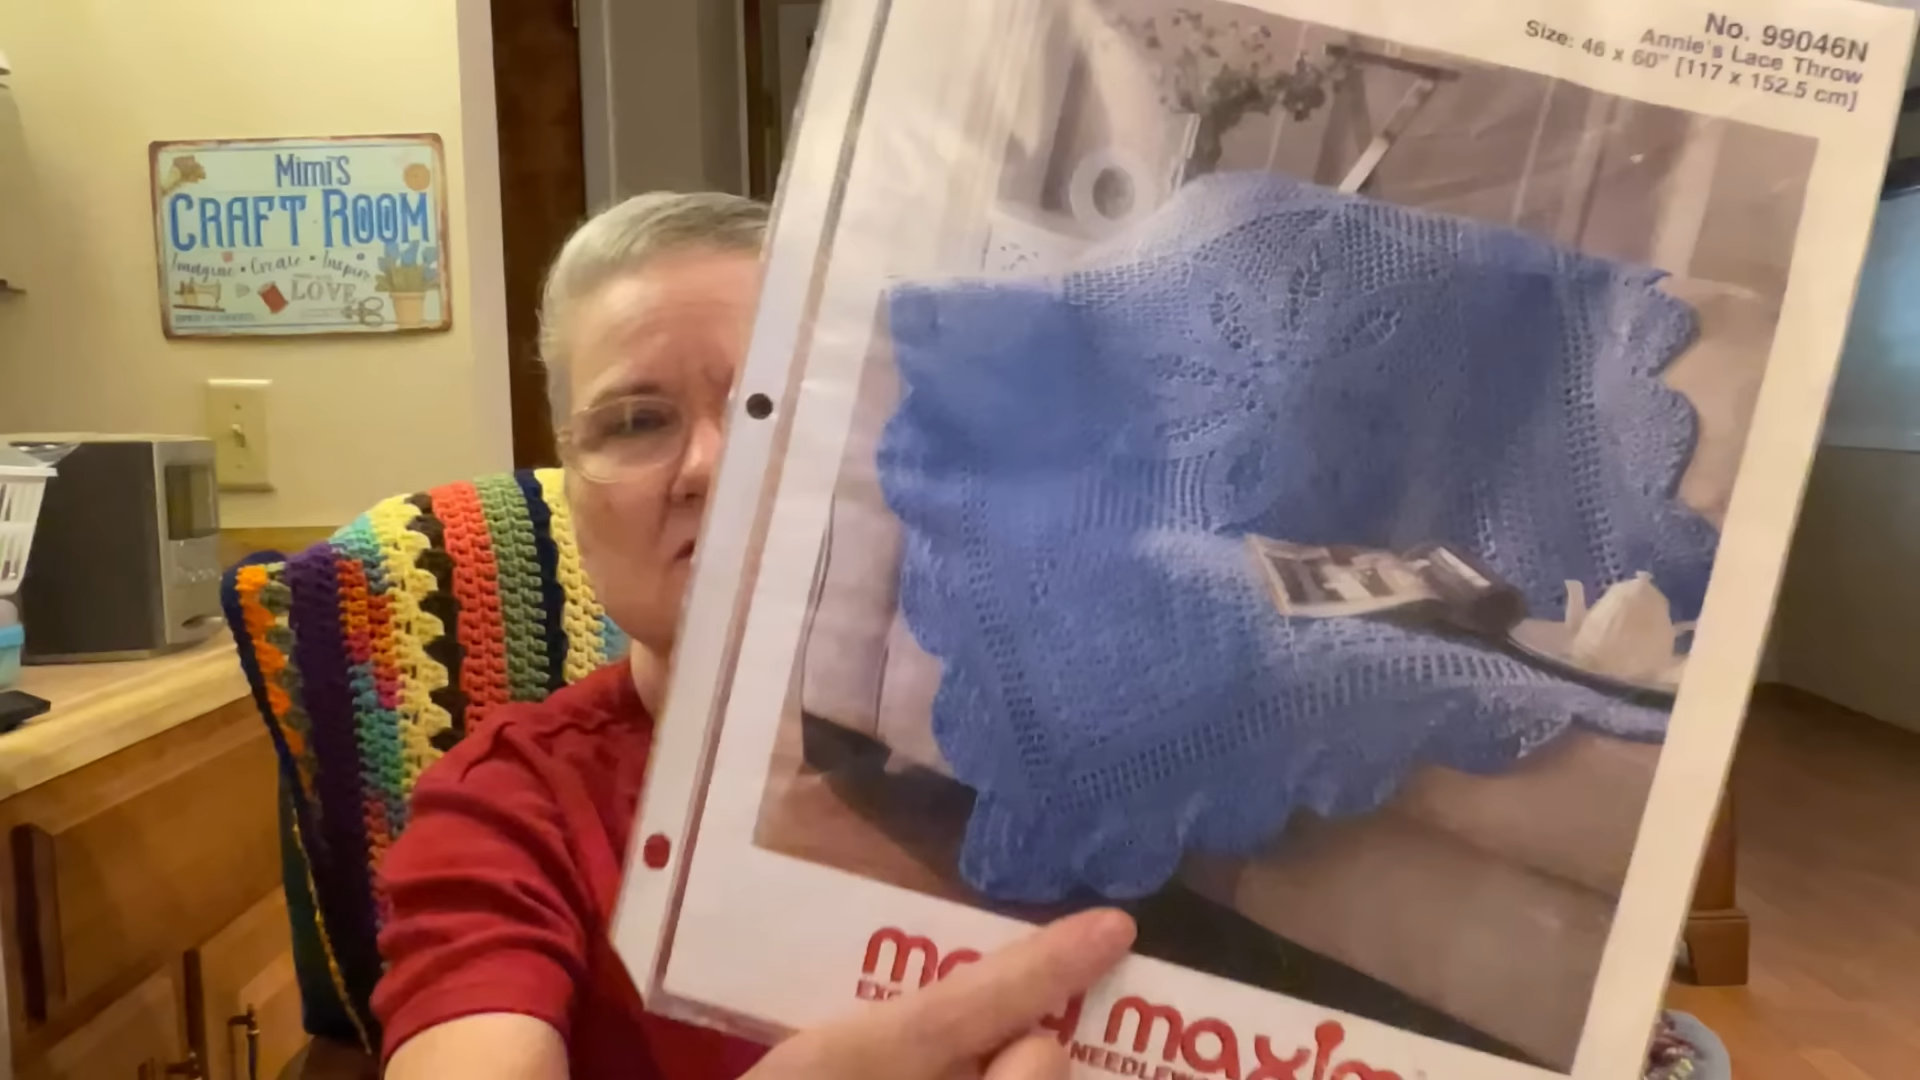 Mimi's
CRAFT ROOM
Imagine • Create • Inspire
LOVE
No. 99046N
Annie's Lace Throw
Size: 46 x 60" [117 x 152.5 cm]
maxim